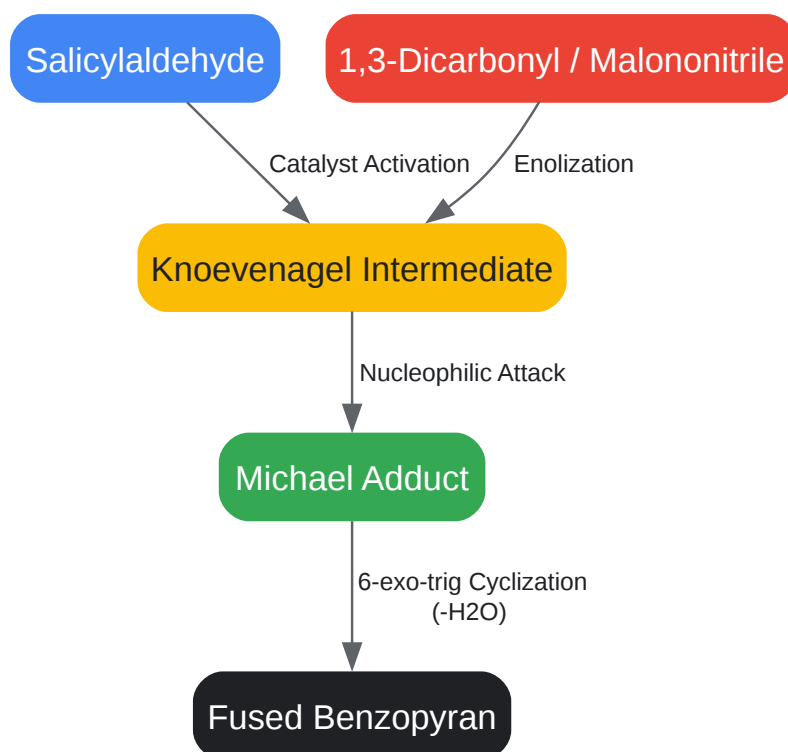 Salicylaldehyde
1,3-Dicarbonyl / Malononitrile
Catalyst Activation
Enolization
Knoevenagel Intermediate
Nucleophilic Attack
Michael Adduct
6-exo-trig Cyclization
(-H2O)
Fused Benzopyran